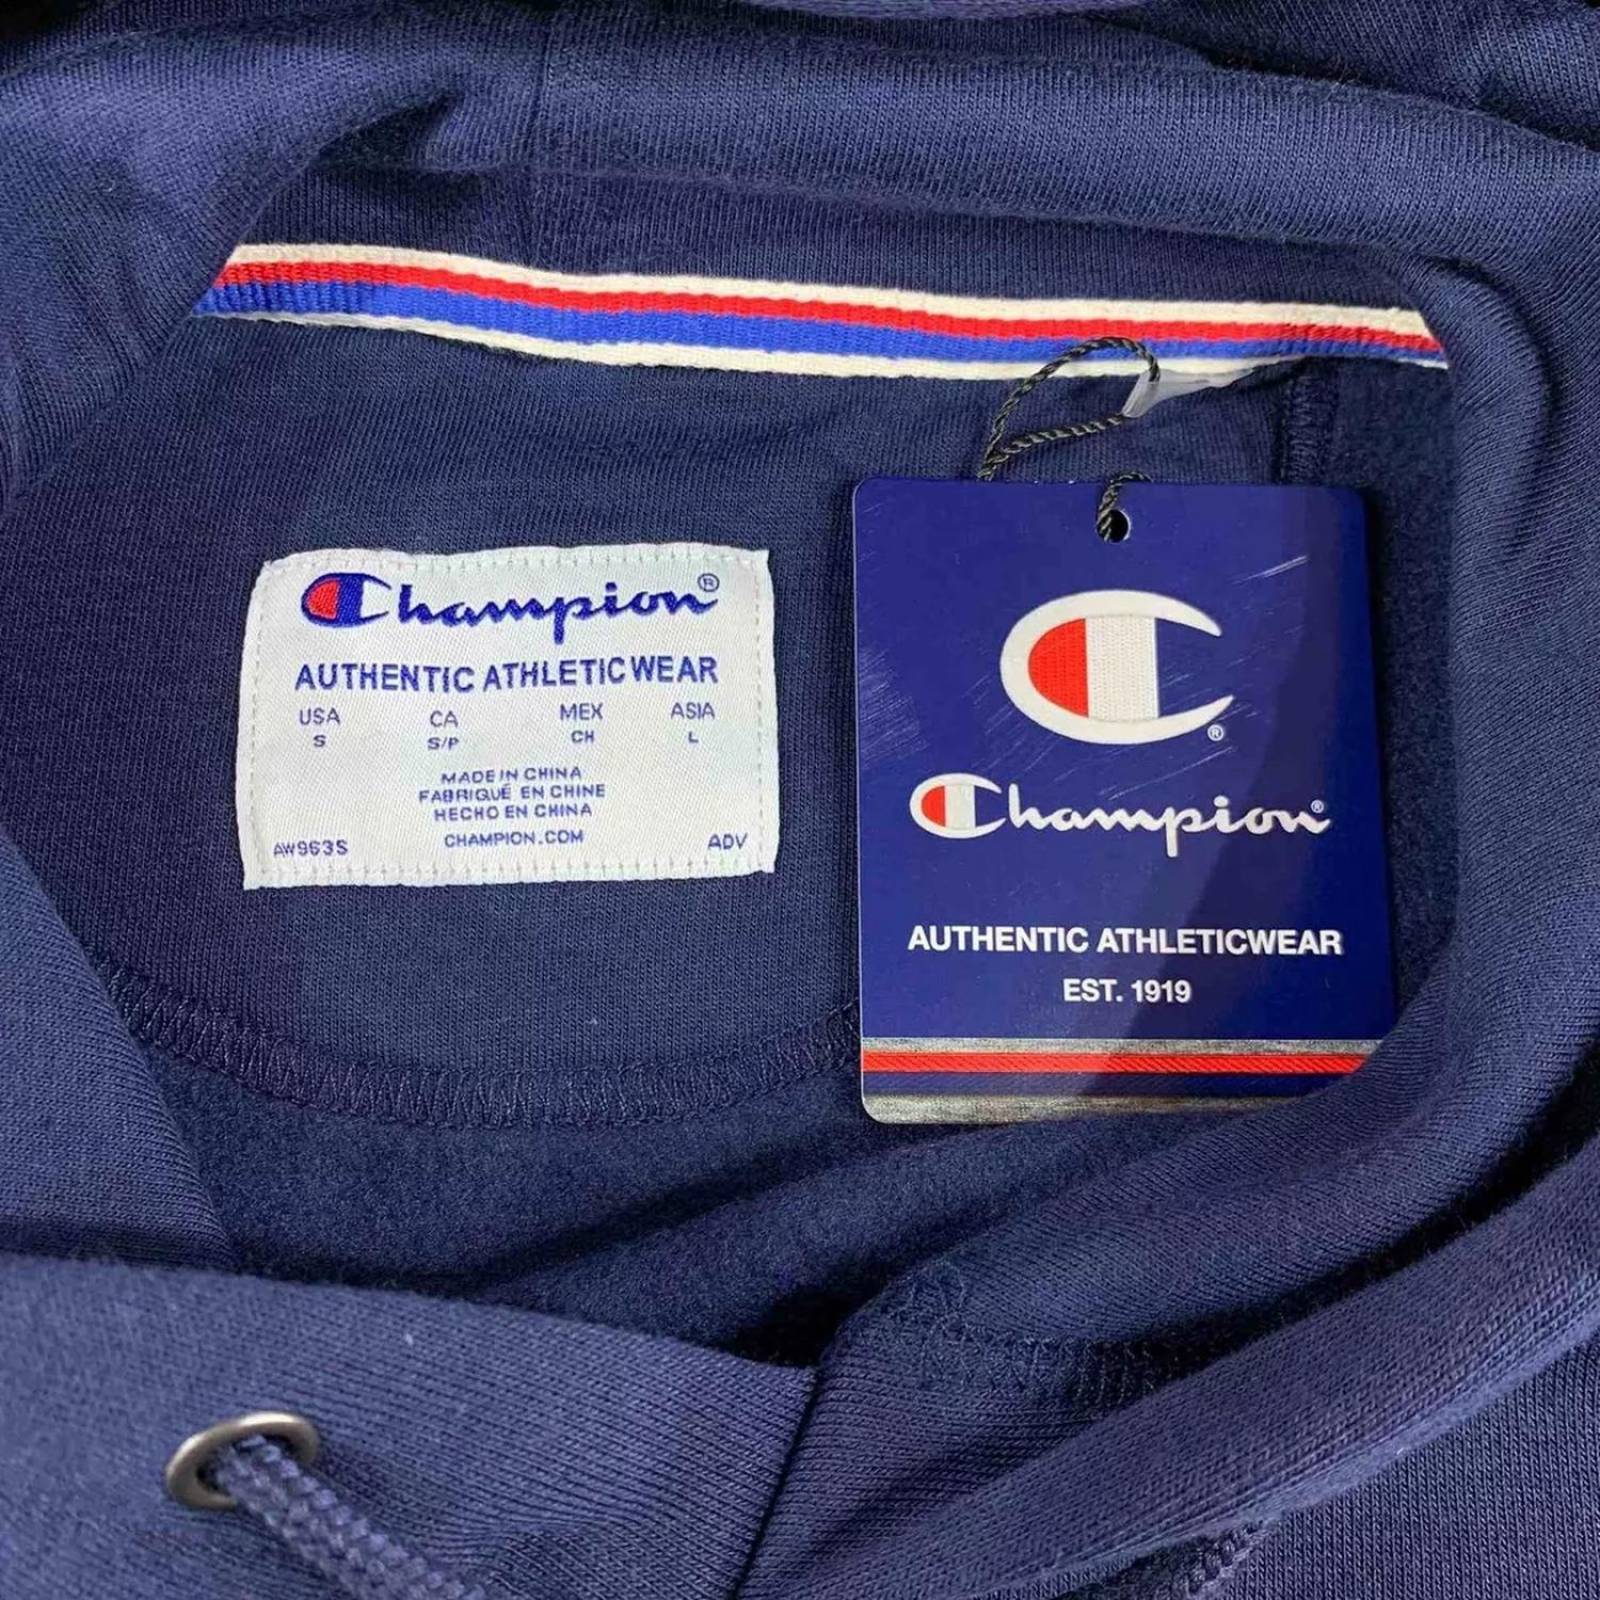 Champion®
AUTHENTIC ATHLETICWEAR
USA CA MEX ASIA
S S/P CH L
MADE IN CHINA
FABRIQUÉ EN CHINE
HECHO EN CHINA
CHAMPION.COM
AW963S ADV
C®
Champion®
AUTHENTIC ATHLETICWEAR
EST. 1919